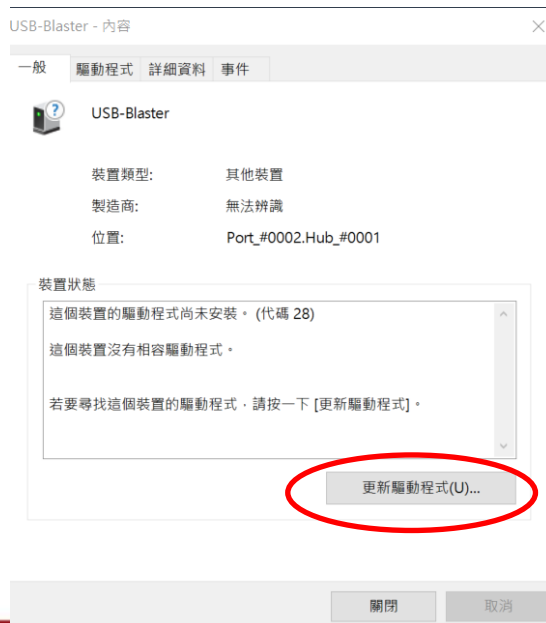 USB-Blaster - 內容
一般 驅動程式 詳細資料 事件
USB-Blaster
裝置類型: 其他裝置
製造商: 無法辨識
位置: Port_#0002.Hub_#0001
裝置狀態
這個裝置的驅動程式尚未安裝。 (代碼 28)
這個裝置沒有相容驅動程式。
若要尋找這個裝置的驅動程式，請按一下 [更新驅動程式]。
更新驅動程式(U)...
關閉 取消